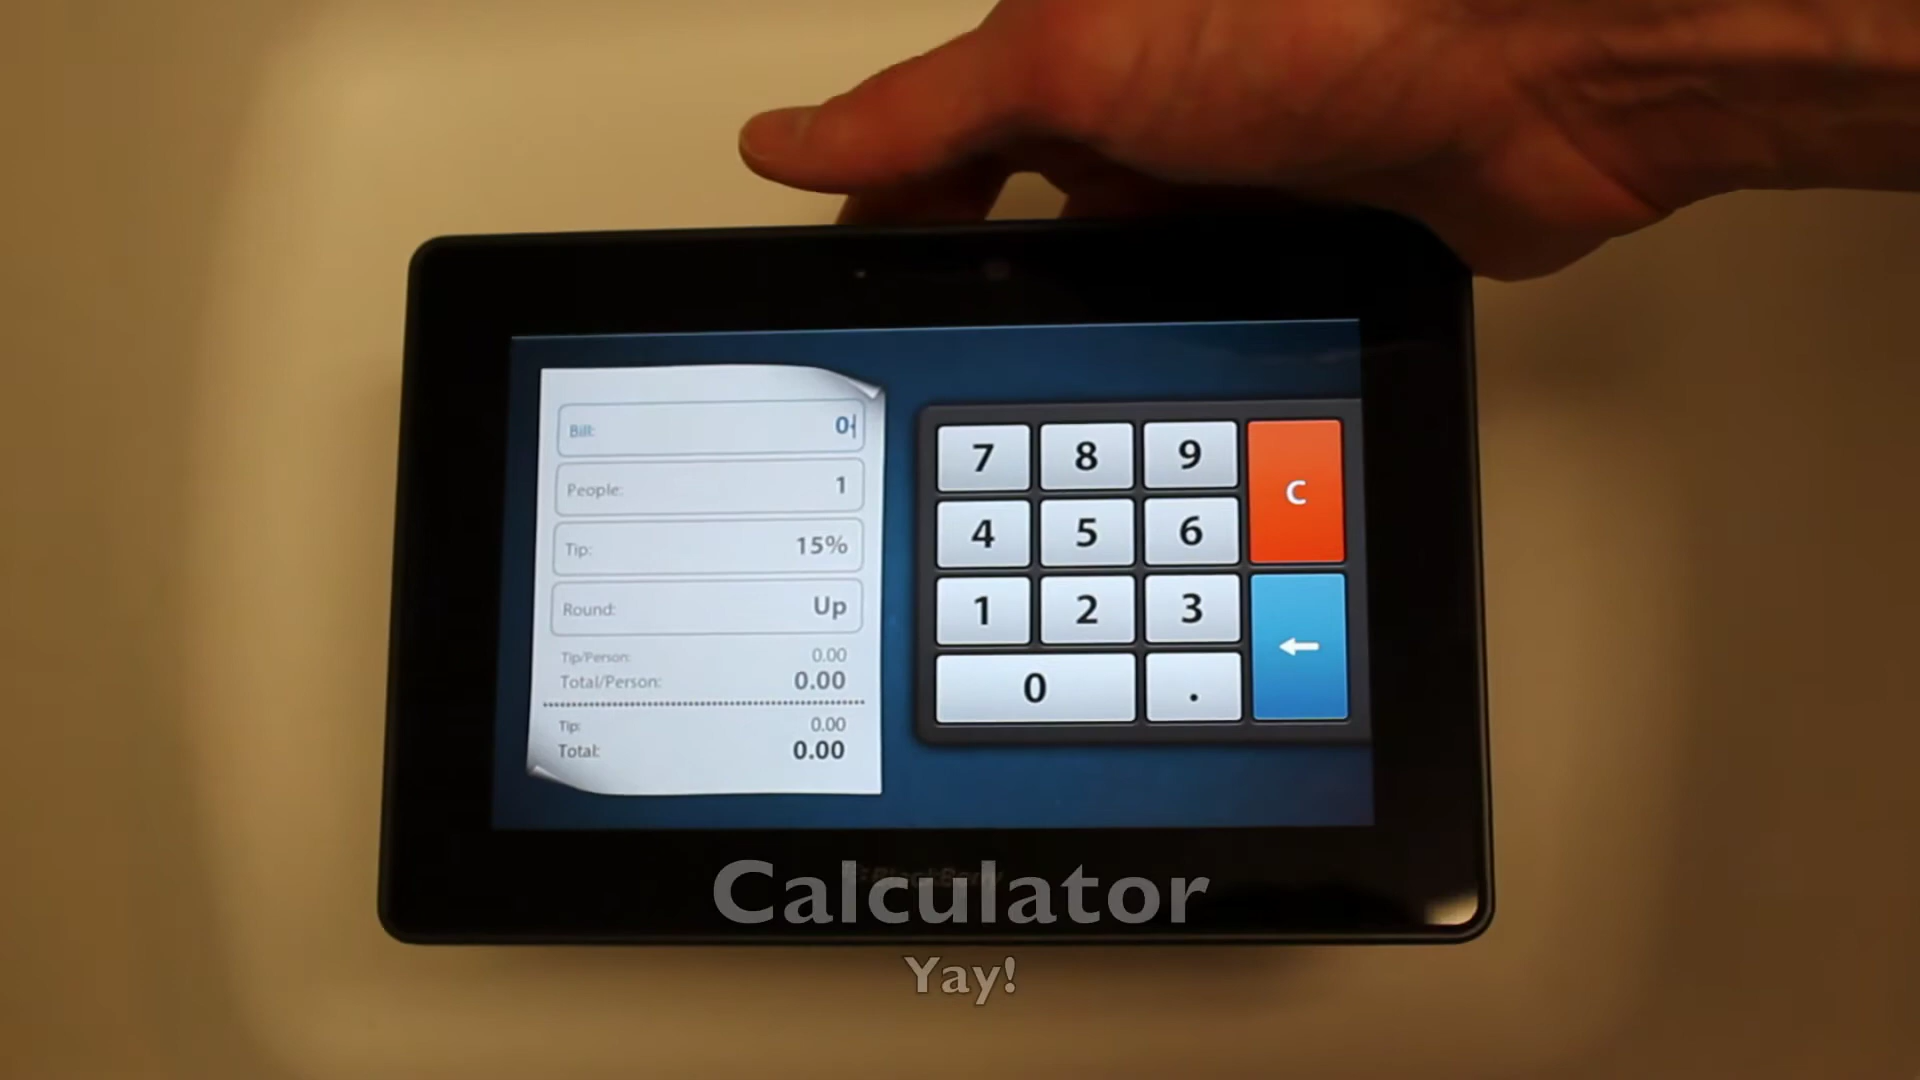 Bill: 0
People: 1
Tip: 15%
Round: Up
Tip/Person: 0.00
Total/Person: 0.00
Tip: 0.00
Total: 0.00
7 8 9 C
4 5 6
1 2 3 ←
0 .
BlackBerry
Calculator
Yay!